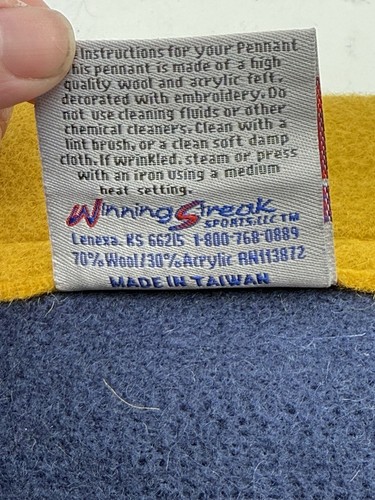 Instructions for your Pennant
his pennant is made of a high
quality wool and acrylic felt.
decorated with embroidery. Do
not use cleaning fluids or other
chemical cleaners. Clean with a
lint brush, or a clean soft damp
cloth. If wrinkled, steam or press
with an iron using a medium
heat setting.
Winning Streak
SPORTS, LLC TM
Lenexa, KS 66215 1-800-768-0889
70% Wool/30% Acrylic RN113872
MADE IN TAIWAN